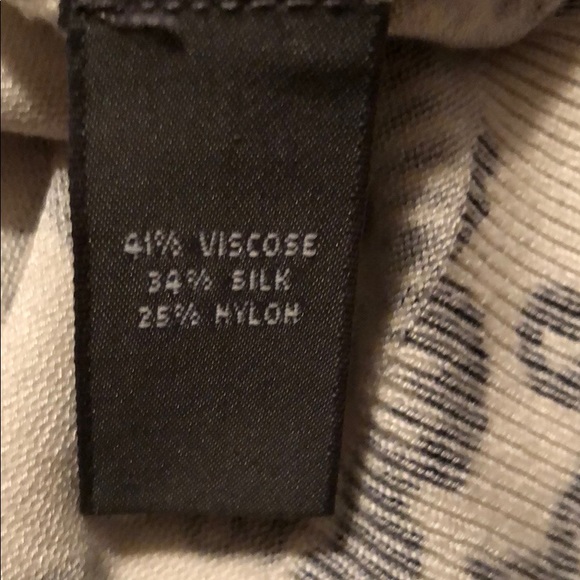 41% VISCOSE
34% SILK
25% NYLON